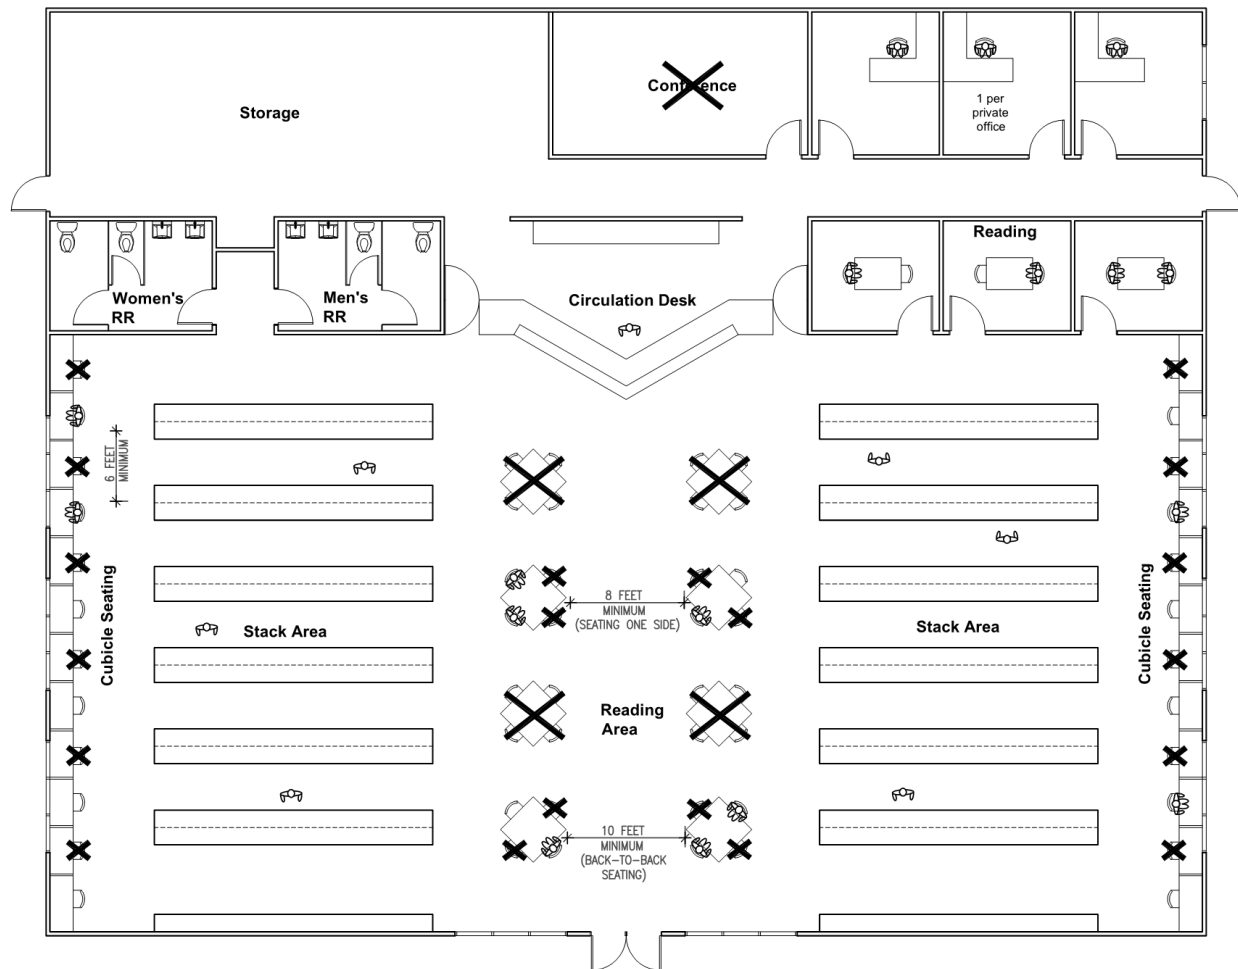 Storage
Conference
1 per
private
office
Reading
Women's
RR
Men's
RR
Circulation Desk
6 FEET
MINIMUM
Cubicle Seating
Stack Area
8 FEET
MINIMUM
(SEATING ONE SIDE)
Stack Area
Cubicle Seating
Reading
Area
10 FEET
MINIMUM
(BACK-TO-BACK
SEATING)